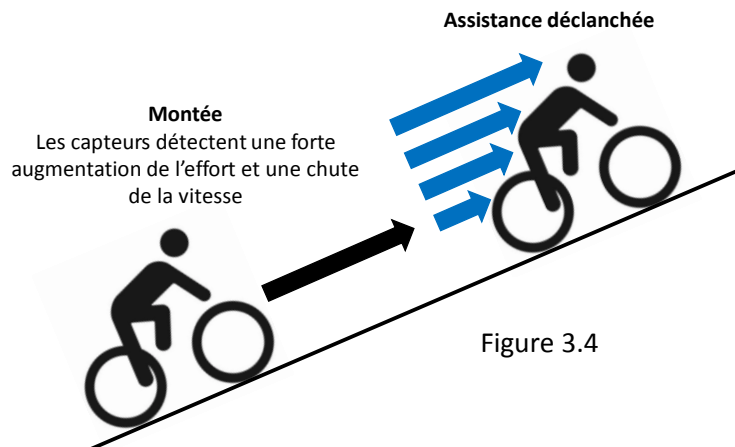 Assistance déclanchée
Montée
Les capteurs détectent une forte
augmentation de l'effort et une chute
de la vitesse
Figure 3.4